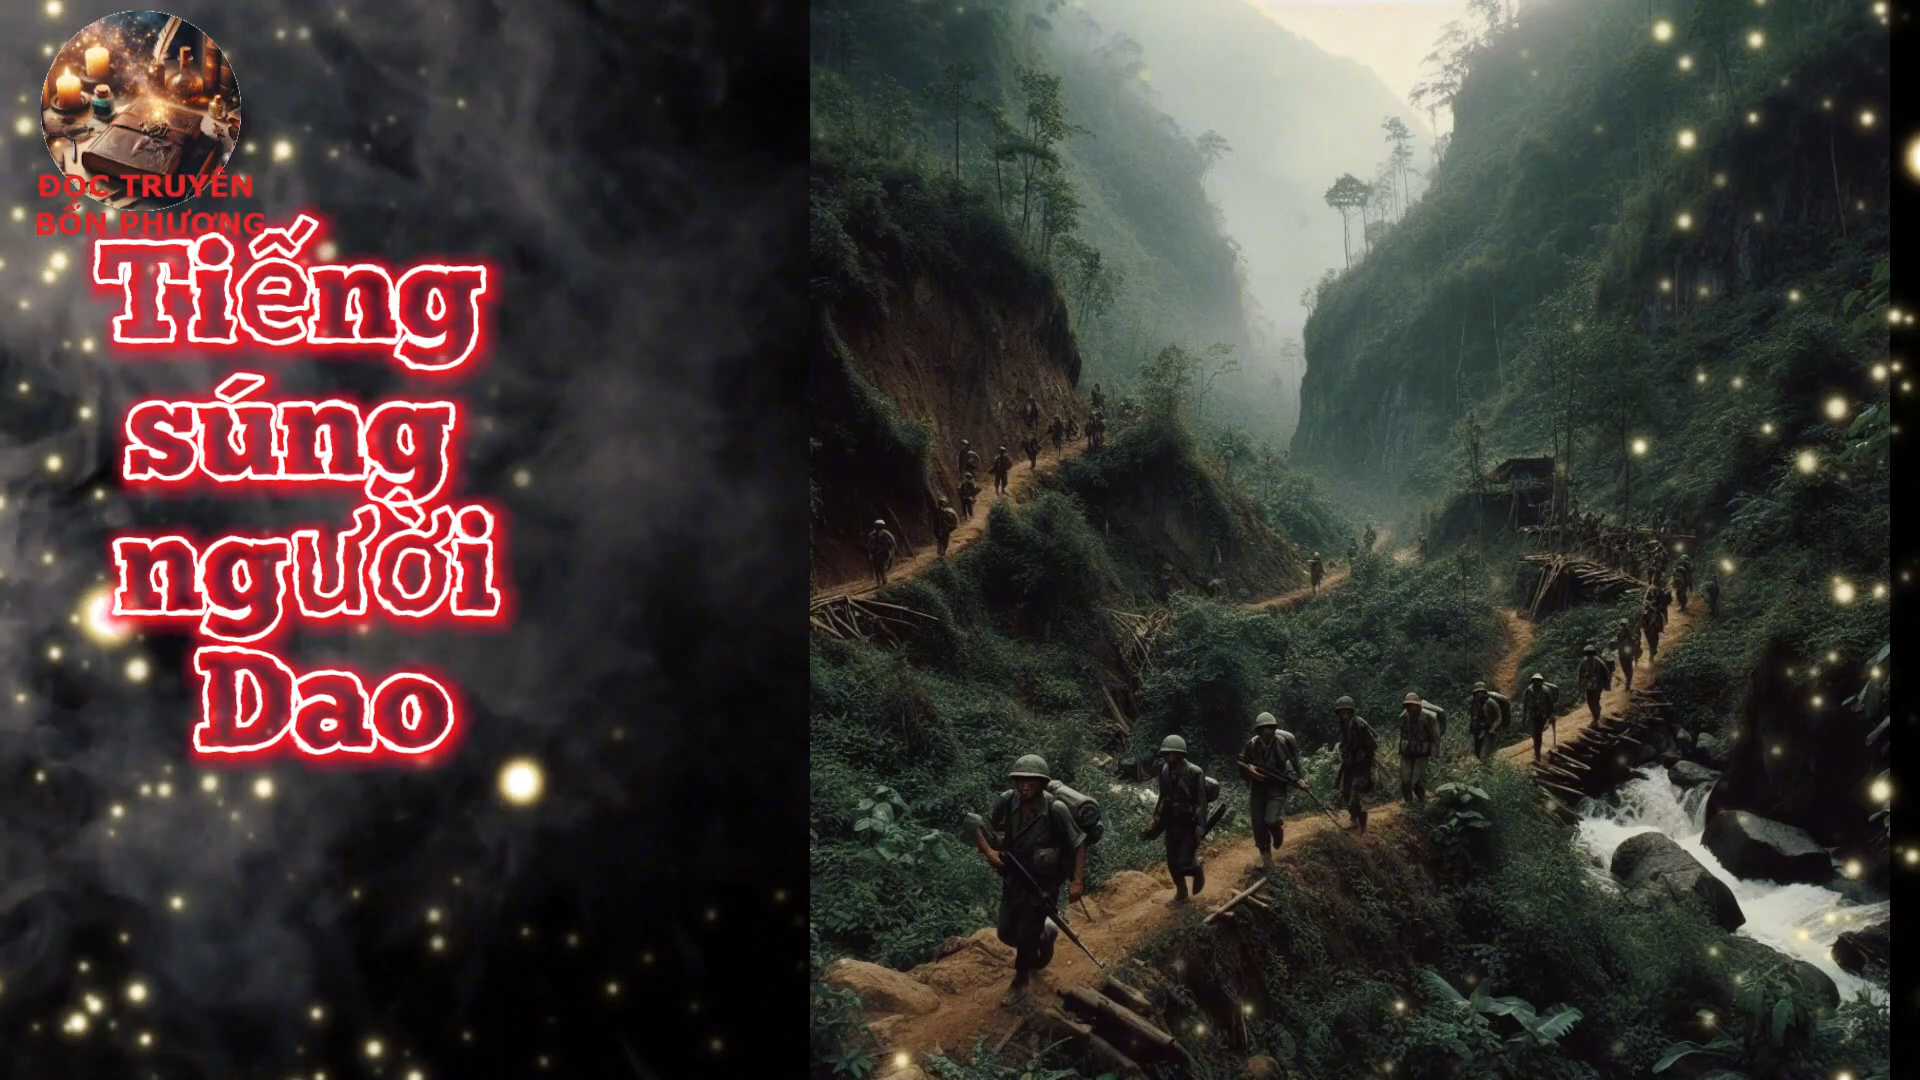 ĐỌC TRUYỆN
BỐN PHƯƠNG
Tiếng
súng
người
Dao